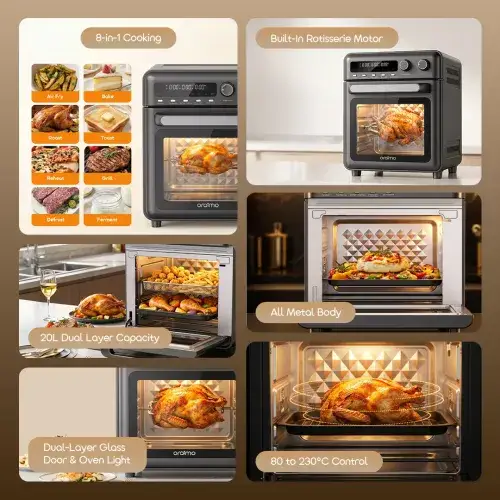 8-in-1 Cooking
Air Fry
Bake
Roast
Toast
Reheat
Grill
Defrost
Ferment
oraimo
Built-In Rotisserie Motor
oraimo
20L Dual Layer Capacity
All Metal Body
oraimo
Dual-Layer Glass
Door & Oven Light
80 to 230°C Control